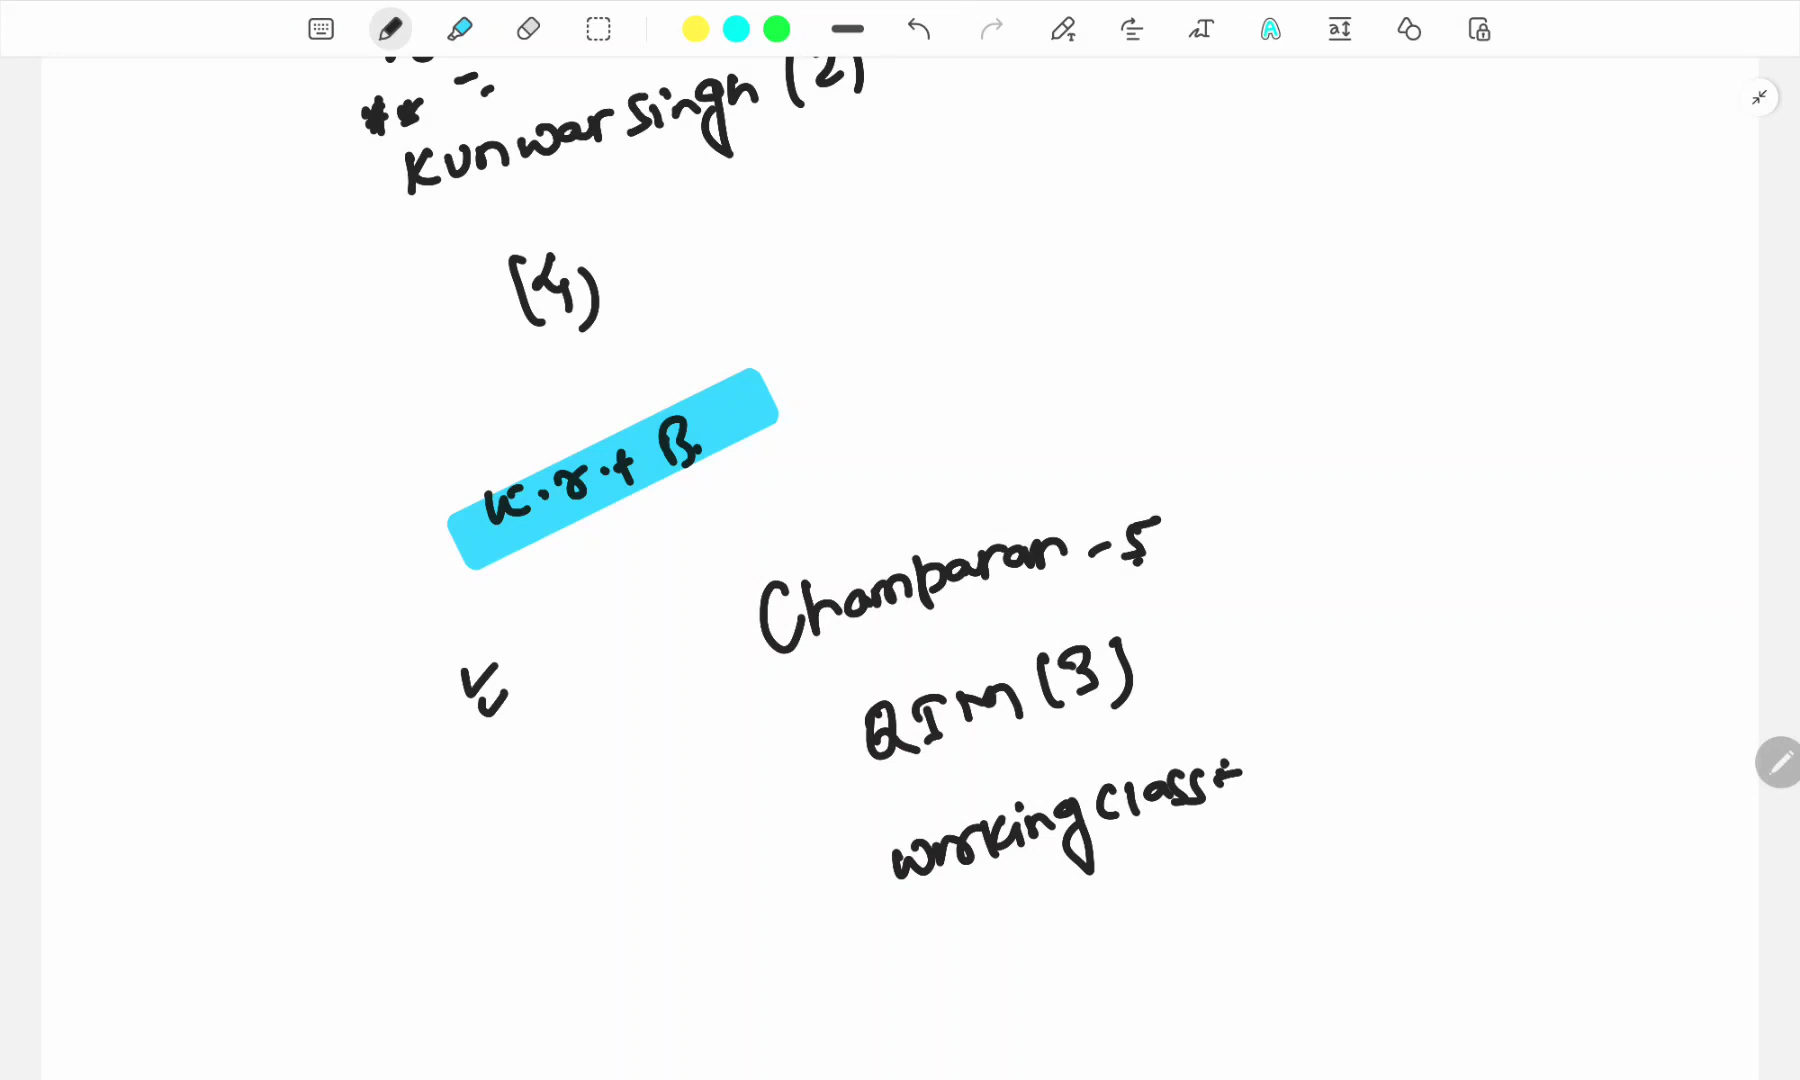 **
Kunwar Singh (2)
(4)
K.r.t B.
Champaran - 5
QIM (3)
working class÷